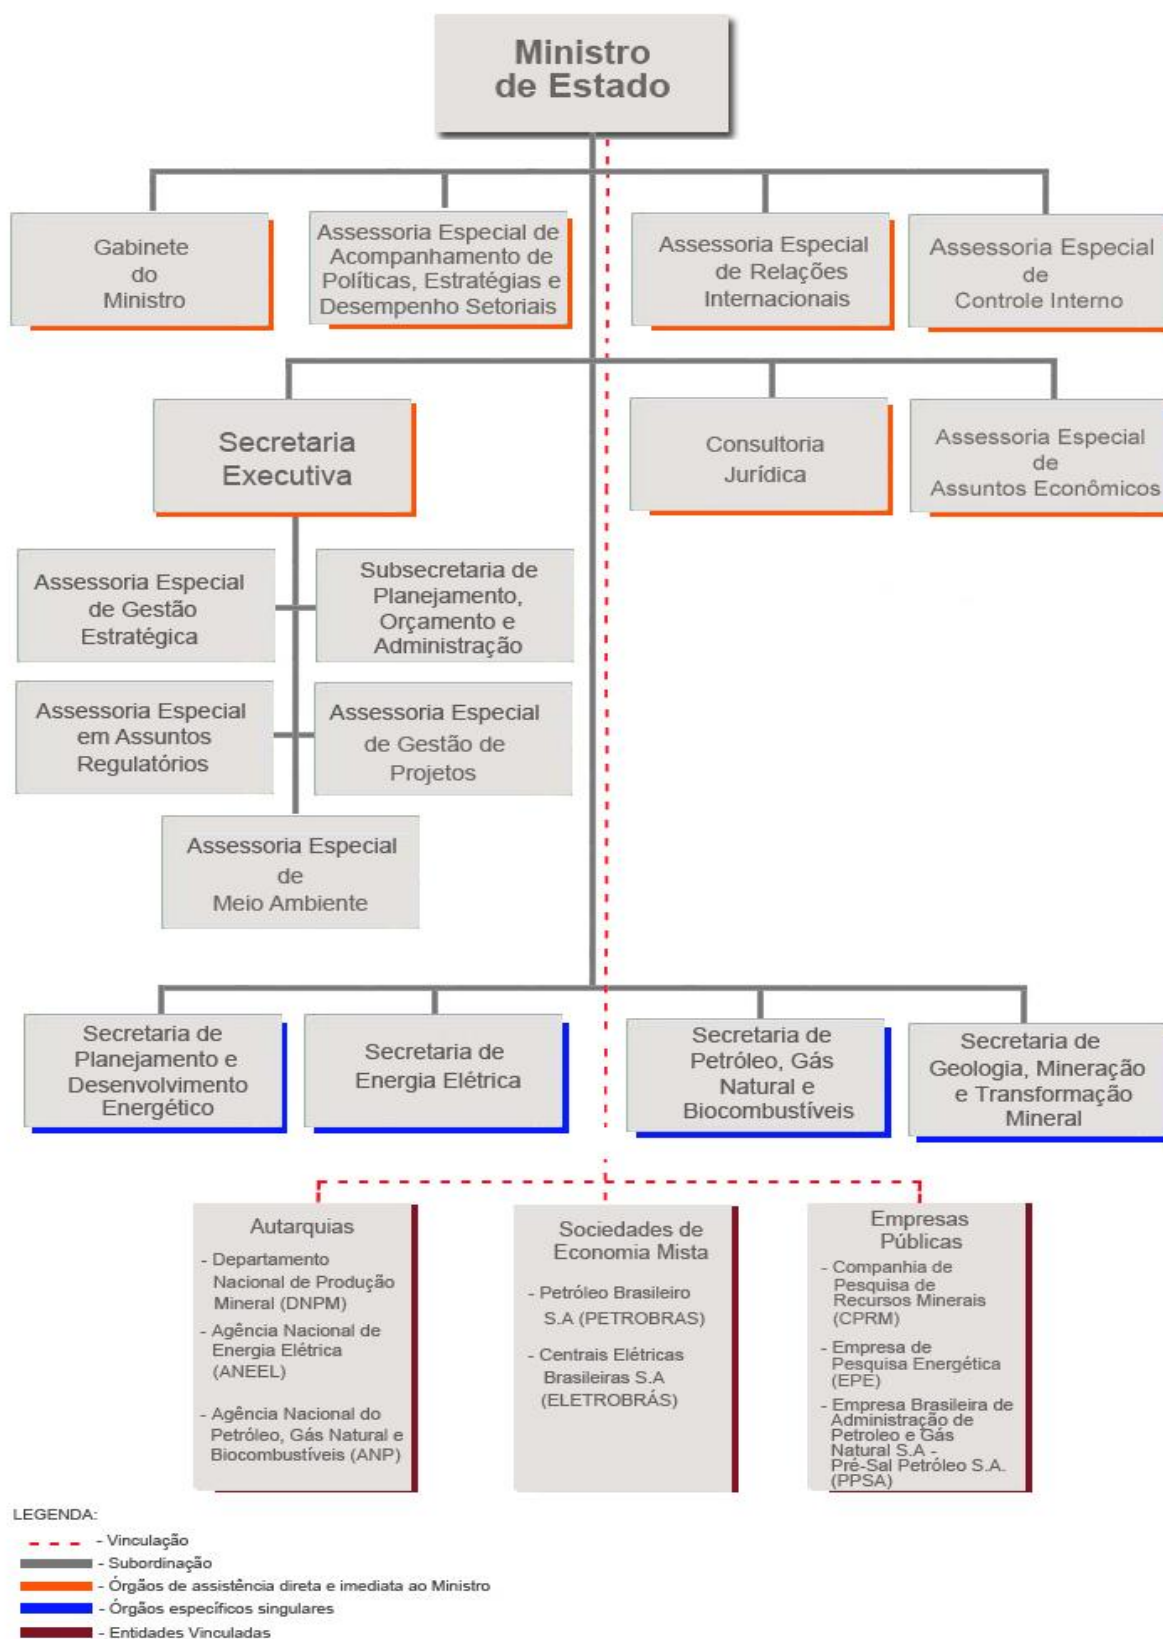 Ministro
de Estado
Gabinete
do
Ministro
Assessoria Especial de
Acompanhamento de
Políticas, Estratégias e
Desempenho Setoriais
Assessoria Especial
de Relações
Internacionais
Assessoria Especial
de
Controle Interno
Secretaria
Executiva
Consultoria
Jurídica
Assessoria Especial
de
Assuntos Econômicos
Assessoria Especial
de Gestão
Estratégica
Subsecretaria de
Planejamento,
Orçamento e
Administração
Assessoria Especial
em Assuntos
Regulatórios
Assessoria Especial
de Gestão de
Projetos
Assessoria Especial
de
Meio Ambiente
Secretaria de
Planejamento e
Desenvolvimento
Energético
Secretaria de
Energia Elétrica
Secretaria de
Petróleo, Gás
Natural e
Biocombustíveis
Secretaria de
Geologia, Mineração
e Transformação
Mineral
Autarquias
- Departamento
Nacional de Produção
Mineral (DNPM)
- Agência Nacional de
Energia Elétrica
(ANEEL)
- Agência Nacional do
Petróleo, Gás Natural e
Biocombustíveis (ANP)
Sociedades de
Economia Mista
- Petróleo Brasileiro
S.A (PETROBRAS)
- Centrais Elétricas
Brasileiras S.A
(ELETROBRÁS)
Empresas
Públicas
- Companhia de
Pesquisa de
Recursos Minerais
(CPRM)
- Empresa de
Pesquisa Energética
(EPE)
- Empresa Brasileira de
Administração de
Petroleo e Gás
Natural S.A -
Pré-Sal Petróleo S.A.
(PPSA)
LEGENDA:
- Vinculação
- Subordinação
- Órgãos de assistência direta e imediata ao Ministro
- Órgãos específicos singulares
- Entidades Vinculadas